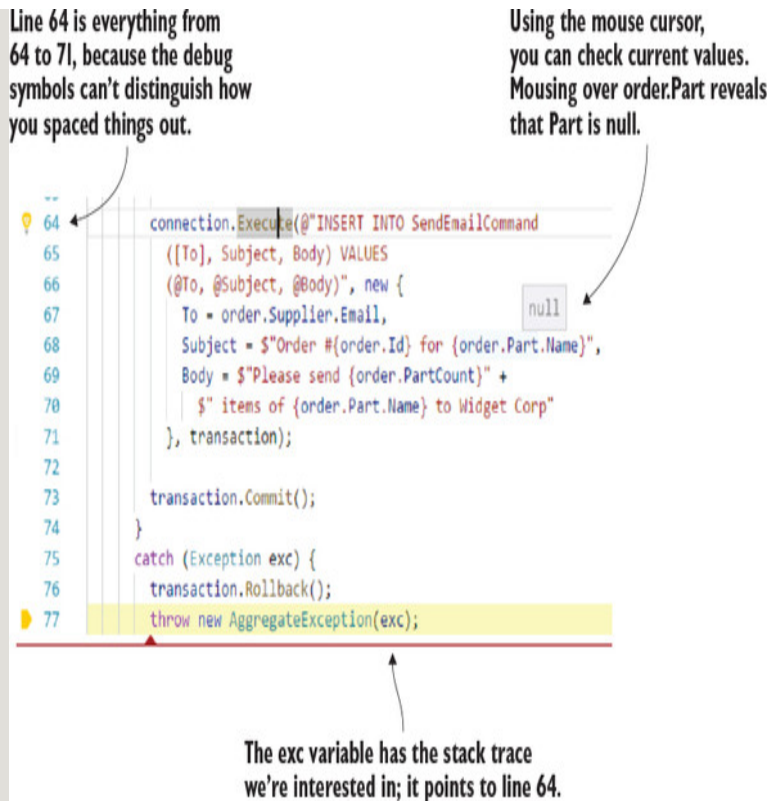 Line 64 is everything from
64 to 71, because the debug
symbols can't distinguish how
you spaced things out.
Using the mouse cursor,
you can check current values.
Mousing over order.Part reveals
that Part is null.
64 connection.Execute(@"INSERT INTO SendEmailCommand
65 ([To], Subject, Body) VALUES
66 (@To, @Subject, @Body)", new {
null
67 To = order.Supplier.Email,
68 Subject = $"Order #{order.Id} for {order.Part.Name}",
69 Body = $"Please send {order.PartCount}" +
70 $" items of {order.Part.Name} to Widget Corp"
71 }, transaction);
72
73 transaction.Commit();
74 }
75 catch (Exception exc) {
76 transaction.Rollback();
77 throw new AggregateException(exc);
The exc variable has the stack trace
we're interested in; it points to line 64.